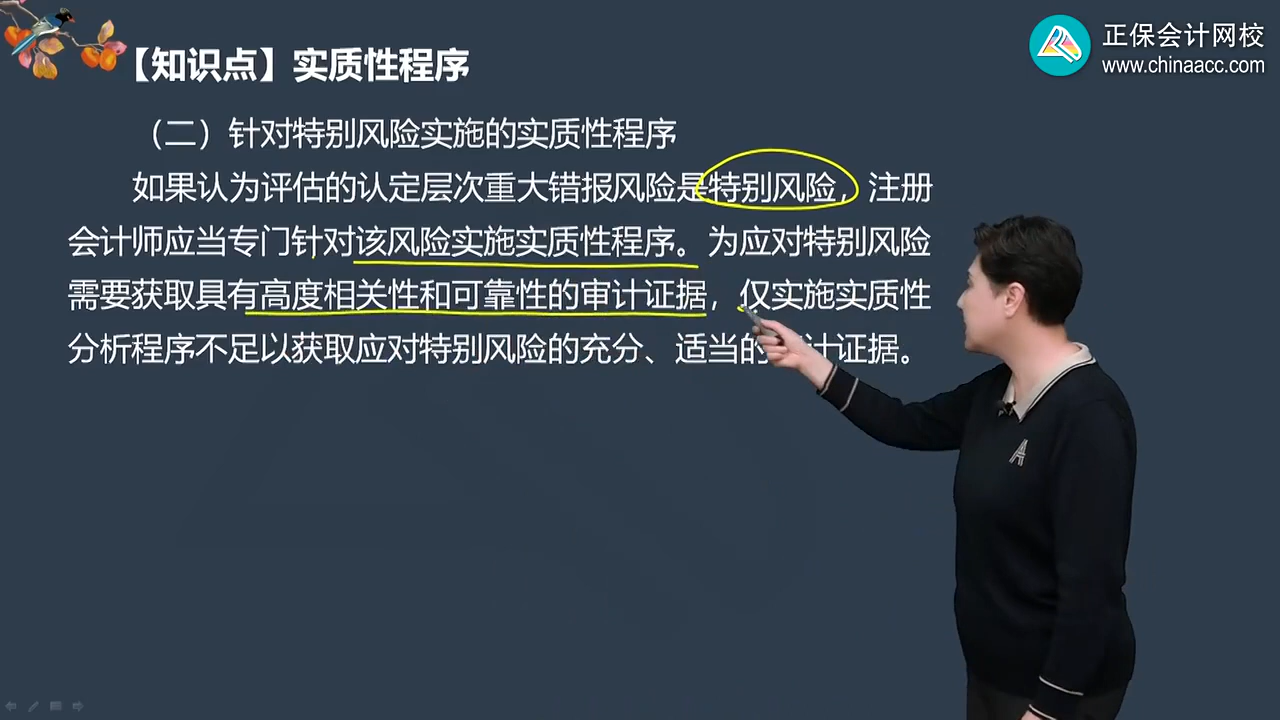 正保会计网校
www.chinaacc.com
【知识点】实质性程序
（二）针对特别风险实施的实质性程序
如果认为评估的认定层次重大错报风险是特别风险，注册
会计师应当专门针对该风险实施实质性程序。为应对特别风险
需要获取具有高度相关性和可靠性的审计证据，仅实施实质性
分析程序不足以获取应对特别风险的充分、适当的审计证据。